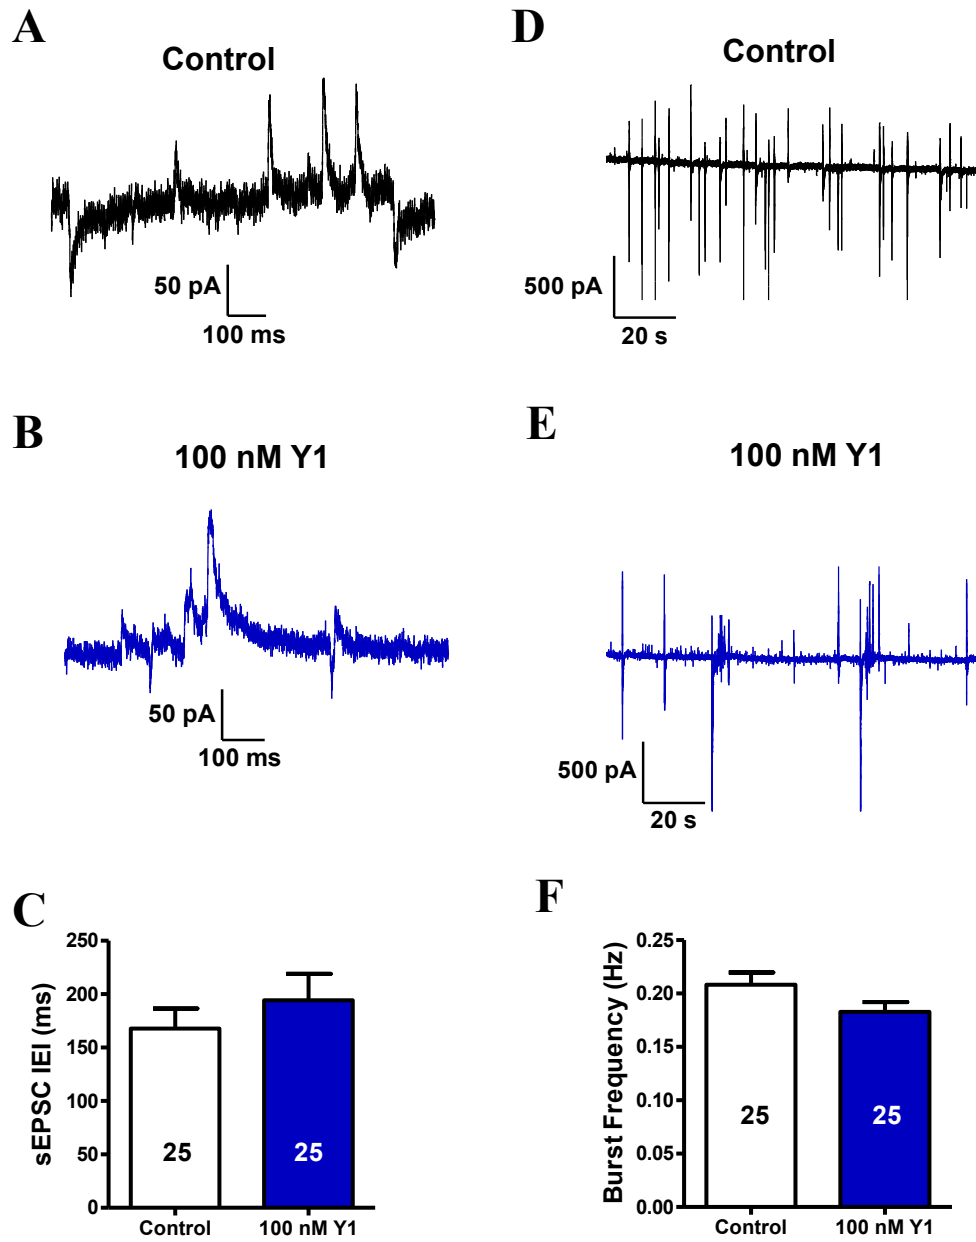 A
Control
50 pA
100 ms
B
100 nM Y1
50 pA
100 ms
C
sEPSC IEI (ms)
250
200
150
100
50
0
25
25
Control
100 nM Y1
D
Control
500 pA
20 s
E
100 nM Y1
500 pA
20 s
F
Burst Frequency (Hz)
0.25
0.20
0.15
0.10
0.05
0.00
25
25
Control
100 nM Y1